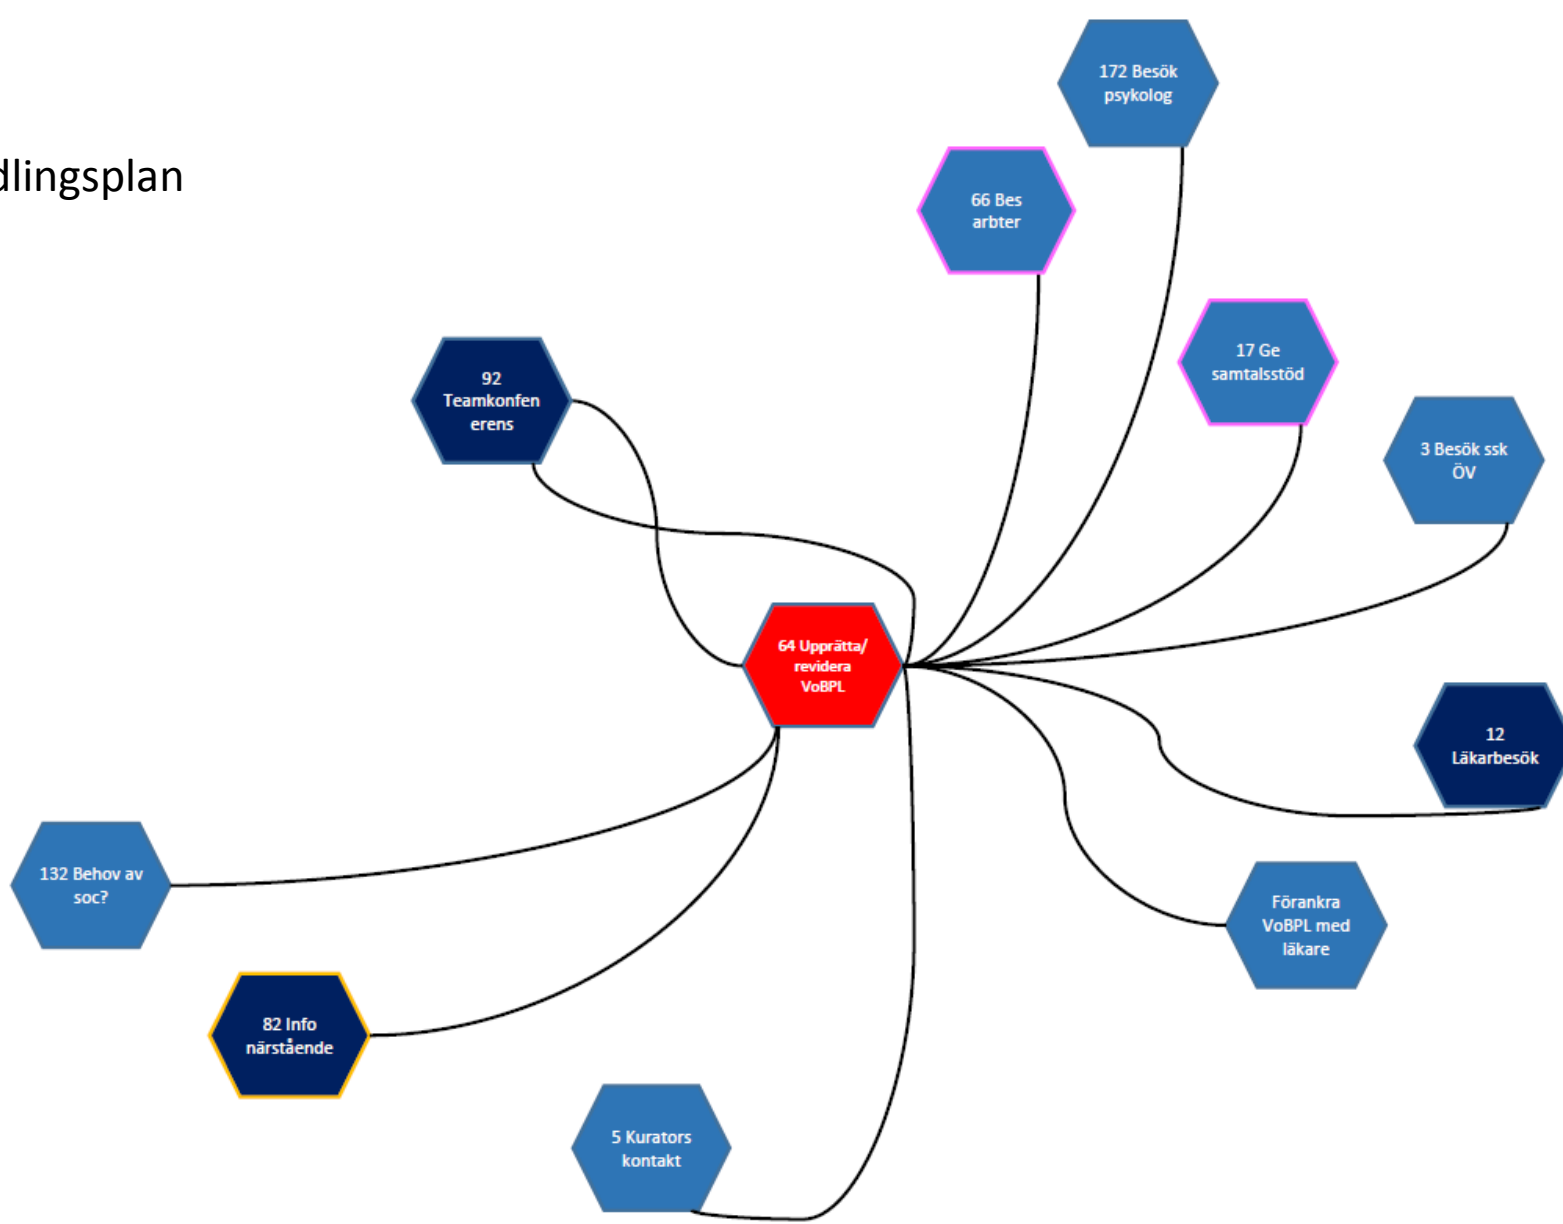 dlingsplan
172 Besök
psykolog
66 Bes
arbter
17 Ge
samtalsstöd
92
Teamkonfen
erens
3 Besök ssk
ÖV
64 Upprätta/
revidera
VoBPL
12
Läkarbesök
132 Behov av
soc?
Förankra
VoBPL med
läkare
82 Info
närstående
5 Kurators
kontakt